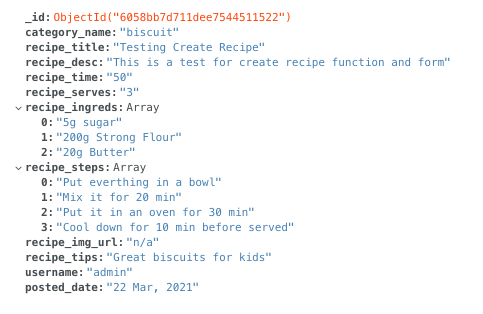 _id: ObjectId("6058bb7d711dee7544511522")
category_name: "biscuit"
recipe_title: "Testing Create Recipe"
recipe_desc: "This is a test for create recipe function and form"
recipe_time: "50"
recipe_serves: "3"
recipe_ingreds: Array
0: "5g sugar"
1: "200g Strong Flour"
2: "20g Butter"
recipe_steps: Array
0: "Put everthing in a bowl"
1: "Mix it for 20 min"
2: "Put it in an oven for 30 min"
3: "Cool down for 10 min before served"
recipe_img_url: "n/a"
recipe_tips: "Great biscuits for kids"
username: "admin"
posted_date: "22 Mar, 2021"